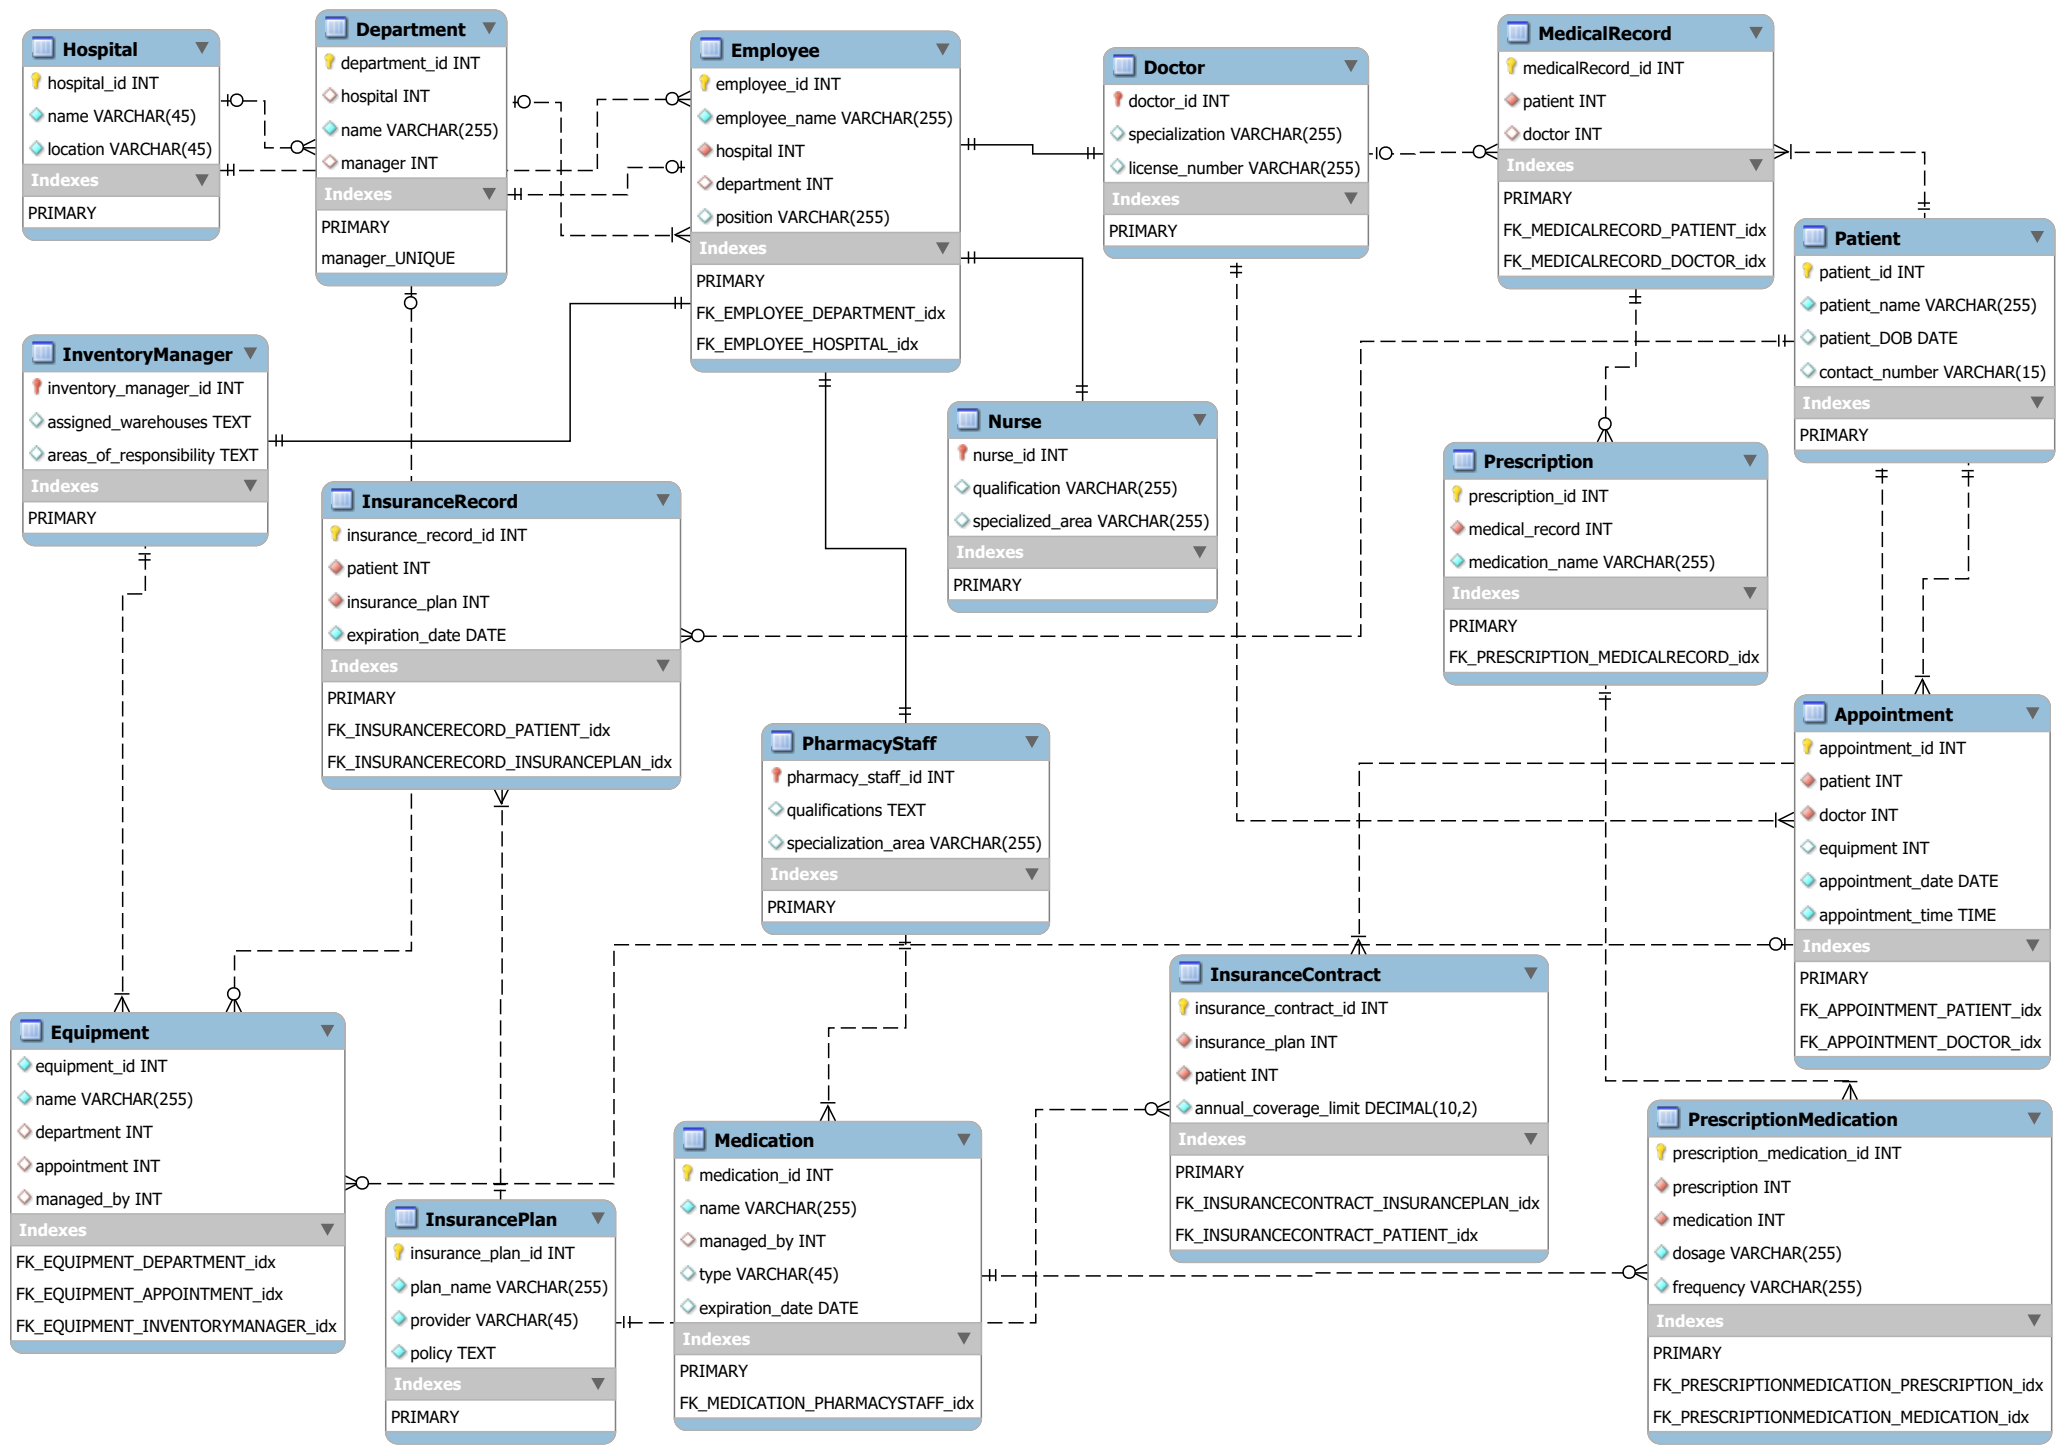 Hospital
hospital_id INT
name VARCHAR(45)
location VARCHAR(45)
Indexes
PRIMARY
Department
department_id INT
hospital INT
name VARCHAR(255)
manager INT
Indexes
PRIMARY
manager_UNIQUE
Employee
employee_id INT
employee_name VARCHAR(255)
hospital INT
department INT
position VARCHAR(255)
Indexes
PRIMARY
FK_EMPLOYEE_DEPARTMENT_idx
FK_EMPLOYEE_HOSPITAL_idx
Doctor
doctor_id INT
specialization VARCHAR(255)
license_number VARCHAR(255)
Indexes
PRIMARY
MedicalRecord
medicalRecord_id INT
patient INT
doctor INT
Indexes
PRIMARY
FK_MEDICALRECORD_PATIENT_idx
FK_MEDICALRECORD_DOCTOR_idx
Patient
patient_id INT
patient_name VARCHAR(255)
patient_DOB DATE
contact_number VARCHAR(15)
Indexes
PRIMARY
InventoryManager
inventory_manager_id INT
assigned_warehouses TEXT
areas_of_responsibility TEXT
Indexes
PRIMARY
InsuranceRecord
insurance_record_id INT
patient INT
insurance_plan INT
expiration_date DATE
Indexes
PRIMARY
FK_INSURANCERECORD_PATIENT_idx
FK_INSURANCERECORD_INSURANCEPLAN_idx
Nurse
nurse_id INT
qualification VARCHAR(255)
specialized_area VARCHAR(255)
Indexes
PRIMARY
Prescription
prescription_id INT
medical_record INT
medication_name VARCHAR(255)
Indexes
PRIMARY
FK_PRESCRIPTION_MEDICALRECORD_idx
PharmacyStaff
pharmacy_staff_id INT
qualifications TEXT
specialization_area VARCHAR(255)
Indexes
PRIMARY
Appointment
appointment_id INT
patient INT
doctor INT
equipment INT
appointment_date DATE
appointment_time TIME
Indexes
PRIMARY
FK_APPOINTMENT_PATIENT_idx
FK_APPOINTMENT_DOCTOR_idx
Equipment
equipment_id INT
name VARCHAR(255)
department INT
appointment INT
managed_by INT
Indexes
FK_EQUIPMENT_DEPARTMENT_idx
FK_EQUIPMENT_APPOINTMENT_idx
FK_EQUIPMENT_INVENTORYMANAGER_idx
InsurancePlan
insurance_plan_id INT
plan_name VARCHAR(255)
provider VARCHAR(45)
policy TEXT
Indexes
PRIMARY
Medication
medication_id INT
name VARCHAR(255)
managed_by INT
type VARCHAR(45)
expiration_date DATE
Indexes
PRIMARY
FK_MEDICATION_PHARMACYSTAFF_idx
InsuranceContract
insurance_contract_id INT
insurance_plan INT
patient INT
annual_coverage_limit DECIMAL(10,2)
Indexes
PRIMARY
FK_INSURANCECONTRACT_INSURANCEPLAN_idx
FK_INSURANCECONTRACT_PATIENT_idx
PrescriptionMedication
prescription_medication_id INT
prescription INT
medication INT
dosage VARCHAR(255)
frequency VARCHAR(255)
Indexes
PRIMARY
FK_PRESCRIPTIONMEDICATION_PRESCRIPTION_idx
FK_PRESCRIPTIONMEDICATION_MEDICATION_idx